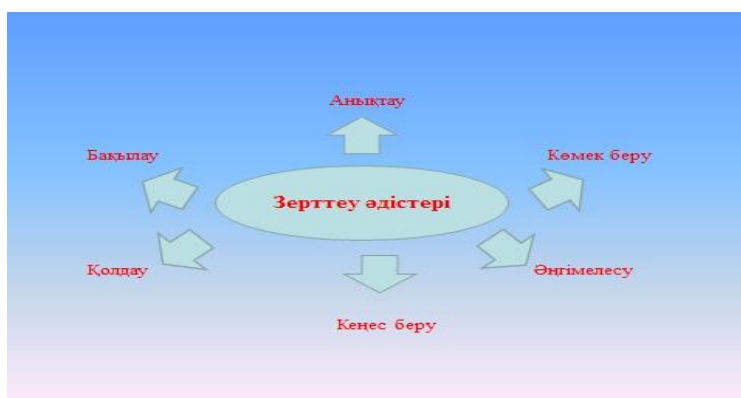 Анықтау
Бақылау
Көмек беру
Зерттеу әдістері
Қолдау
Әңгімелесу
Кеңес беру